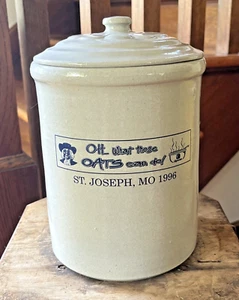 OH, What those
OATS can do!
ST. JOSEPH, MO 1996